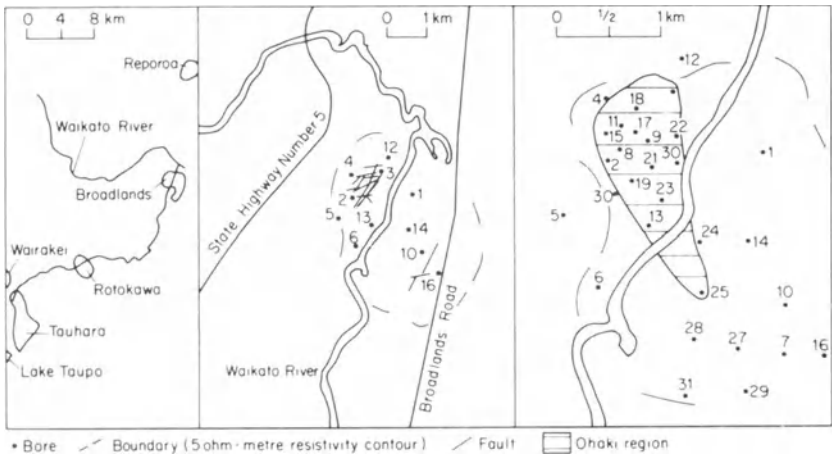 0 4 8 km
Reporoa
Waikato River
Broadlands
Wairakei
Rotokawa
Tauhara
Lake Taupo
0 1 km
State Highway Number 5
12
4
3
2
1
5
13
14
6
10
16
Waikato River
Broadlands Road
0 1/2 1 km
12
4
18
11
17
15
9
22
1
8
2
21
30
19
30
23
5
13
24
14
6
25
10
28
27
7
16
31
29
• Bore Boundary (5 ohm-metre resistivity contour) Fault Ohaki region